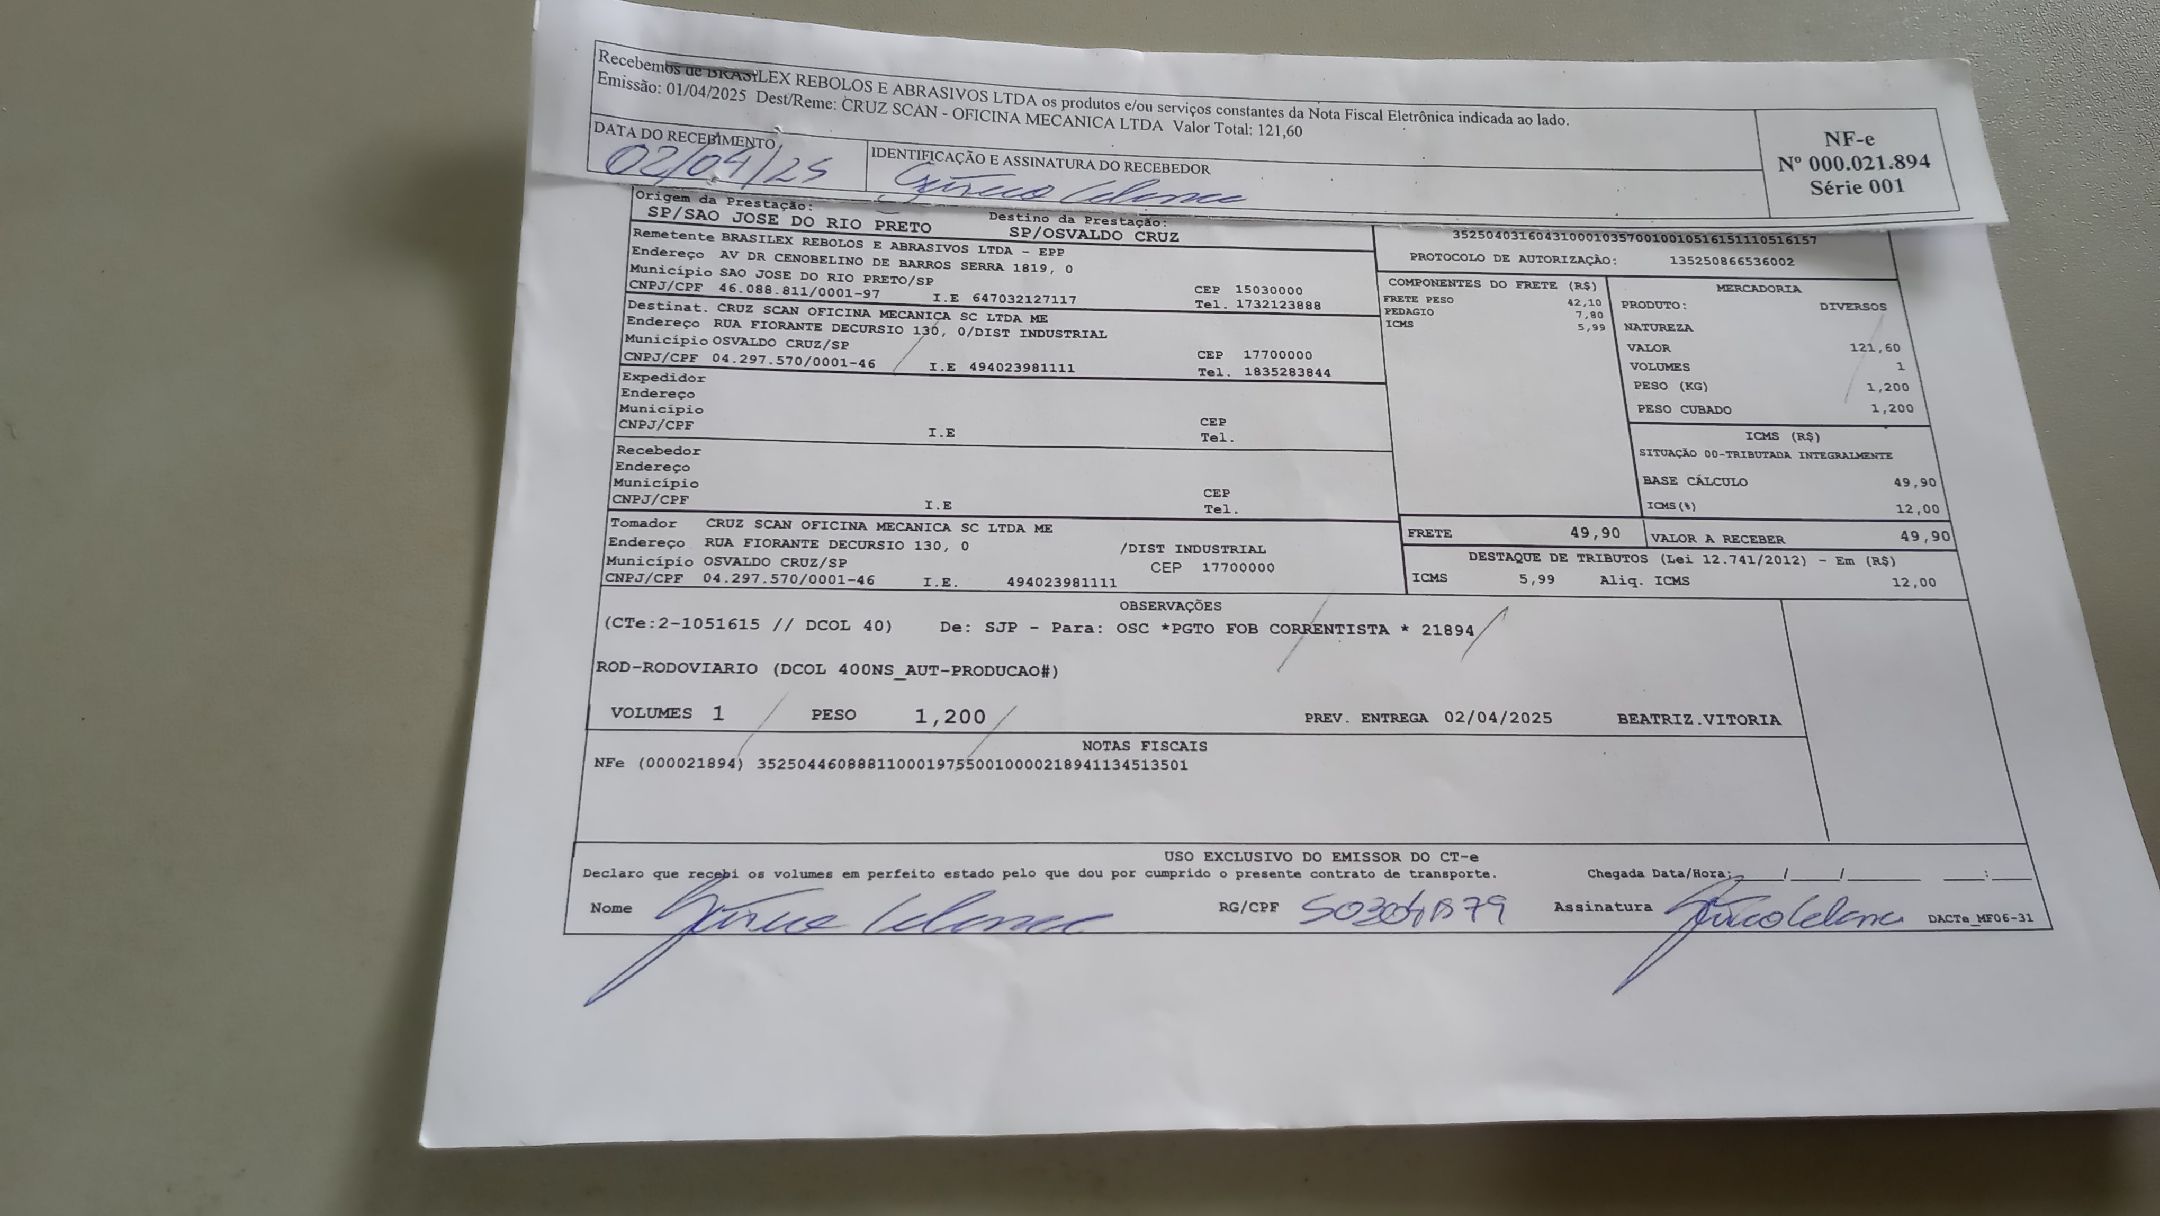 Recebemos de BRASILEX REBOLOS E ABRASIVOS LTDA os produtos e/ou serviços constantes da Nota Fiscal Eletrônica indicada ao lado.
Emissão: 01/04/2025 Dest/Reme: CRUZ SCAN - OFICINA MECANICA LTDA Valor Total: 121,60
NF-e
Nº 000.021.894
Série 001
DATA DO RECEBIMENTO
02/04/25
IDENTIFICAÇÃO E ASSINATURA DO RECEBEDOR
Origem da Prestação: Destino da Prestação:
SP/SAO JOSE DO RIO PRETO SP/OSVALDO CRUZ
Remetente BRASILEX REBOLOS E ABRASIVOS LTDA - EPP
Endereço AV DR CENOBELINO DE BARROS SERRA 1819, 0
Município SAO JOSE DO RIO PRETO/SP CEP 15030000
CNPJ/CPF 46.088.811/0001-97 I.E 647032127117 Tel. 1732123888
Destinat. CRUZ SCAN OFICINA MECANICA SC LTDA ME
Endereço RUA FIORANTE DECURSIO 130, 0/DIST INDUSTRIAL
Município OSVALDO CRUZ/SP CEP 17700000
CNPJ/CPF 04.297.570/0001-46 I.E 494023981111 Tel. 1835283844
Expedidor
Endereço
Município CEP
CNPJ/CPF I.E Tel.
Recebedor
Endereço
Município CEP
CNPJ/CPF I.E Tel.
Tomador CRUZ SCAN OFICINA MECANICA SC LTDA ME
Endereço RUA FIORANTE DECURSIO 130, 0 /DIST INDUSTRIAL
Município OSVALDO CRUZ/SP CEP 17700000
CNPJ/CPF 04.297.570/0001-46 I.E. 494023981111
PROTOCOLO DE AUTORIZAÇÃO: 135250866536002
COMPONENTES DO FRETE (R$)
FRETE PESO 42,10
PEDAGIO 7,80
ICMS 5,99
MERCADORIA
PRODUTO: DIVERSOS
NATUREZA
VALOR 121,60
VOLUMES 1
PESO (KG) 1,200
PESO CUBADO 1,200
ICMS (R$)
SITUAÇÃO 00-TRIBUTADA INTEGRALMENTE
BASE CÁLCULO 49,90
ICMS(%) 12,00
FRETE 49,90 VALOR A RECEBER 49,90
DESTAQUE DE TRIBUTOS (Lei 12.741/2012) - Em (R$)
ICMS 5,99 Aliq. ICMS 12,00
OBSERVAÇÕES
(CTe:2-1051615 // DCOL 40) De: SJP - Para: OSC *PGTO FOB CORRENTISTA * 21894
ROD-RODOVIARIO (DCOL 400NS_AUT-PRODUCAO#)
VOLUMES 1 PESO 1,200 PREV. ENTREGA 02/04/2025 BEATRIZ.VITORIA
NOTAS FISCAIS
NFe (000021894) 35250446088811000197550010000218941134513501
USO EXCLUSIVO DO EMISSOR DO CT-e
Declaro que recebi os volumes em perfeito estado pelo que dou por cumprido o presente contrato de transporte. Chegada Data/Hora: / / :
Nome RG/CPF Assinatura DACTe_MF06-31